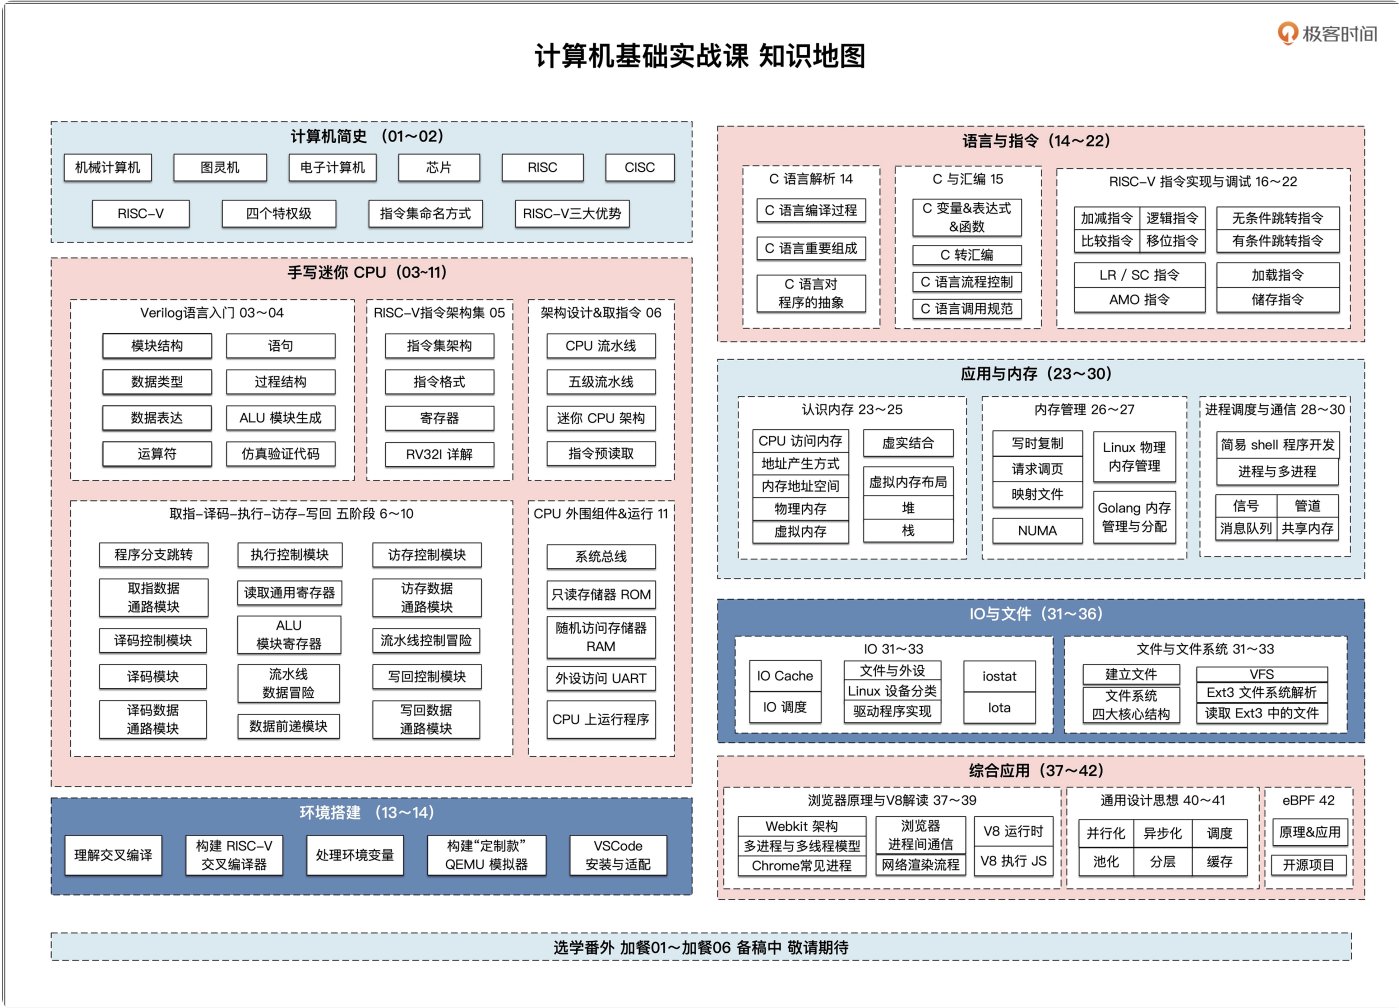 极客时间
计算机基础实战课 知识地图
计算机简史 （01～02）
机械计算机
图灵机
电子计算机
芯片
RISC
CISC
RISC-V
四个特权级
指令集命名方式
RISC-V三大优势
手写迷你 CPU（03~11）
Verilog语言入门 03～04
模块结构
语句
数据类型
过程结构
数据表达
ALU 模块生成
运算符
仿真验证代码
RISC-V指令架构集 05
指令集架构
指令格式
寄存器
RV32I 详解
架构设计&取指令 06
CPU 流水线
五级流水线
迷你 CPU 架构
指令预读取
取指-译码-执行-访存-写回 五阶段 6～10
程序分支跳转
取指数据
通路模块
译码控制模块
译码模块
译码数据
通路模块
执行控制模块
读取通用寄存器
ALU
模块寄存器
流水线
数据冒险
数据前递模块
访存控制模块
访存数据
通路模块
流水线控制冒险
写回控制模块
写回数据
通路模块
CPU 外围组件&运行 11
系统总线
只读存储器 ROM
随机访问存储器
RAM
外设访问 UART
CPU 上运行程序
环境搭建 （13～14）
理解交叉编译
构建 RISC-V
交叉编译器
处理环境变量
构建“定制款”
QEMU 模拟器
VSCode
安装与适配
语言与指令（14～22）
C 语言解析 14
C 语言编译过程
C 语言重要组成
C 语言对
程序的抽象
C 与汇编 15
C 变量&表达式
&函数
C 转汇编
C 语言流程控制
C 语言调用规范
RISC-V 指令实现与调试 16～22
加减指令
逻辑指令
比较指令
移位指令
无条件跳转指令
有条件跳转指令
LR / SC 指令
AMO 指令
加载指令
储存指令
应用与内存（23～30）
认识内存 23～25
CPU 访问内存
地址产生方式
内存地址空间
物理内存
虚拟内存
虚实结合
虚拟内存布局
堆
栈
内存管理 26～27
写时复制
请求调页
映射文件
NUMA
Linux 物理
内存管理
Golang 内存
管理与分配
进程调度与通信 28～30
简易 shell 程序开发
进程与多进程
信号
管道
消息队列
共享内存
IO与文件（31～36）
IO 31～33
IO Cache
IO 调度
文件与外设
Linux 设备分类
驱动程序实现
iostat
Iota
文件与文件系统 31～33
建立文件
文件系统
四大核心结构
VFS
Ext3 文件系统解析
读取 Ext3 中的文件
综合应用（37～42）
浏览器原理与V8解读 37～39
Webkit 架构
多进程与多线程模型
Chrome常见进程
浏览器
进程间通信
网络渲染流程
V8 运行时
V8 执行 JS
通用设计思想 40～41
并行化
异步化
调度
池化
分层
缓存
eBPF 42
原理&应用
开源项目
选学番外 加餐01～加餐06 备稿中 敬请期待